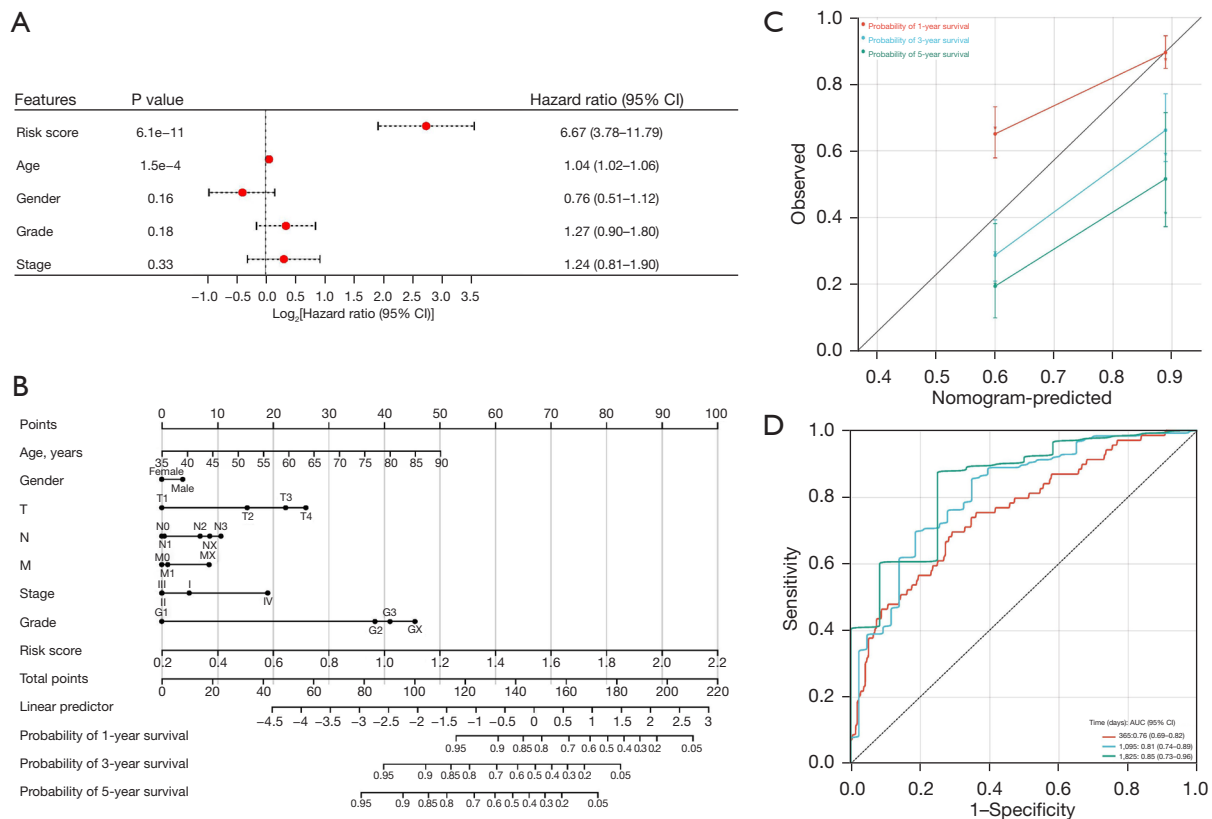 A
Features P value Hazard ratio (95% CI)
Risk score 6.1e−11 6.67 (3.78−11.79)
Age 1.5e−4 1.04 (1.02−1.06)
Gender 0.16 0.76 (0.51−1.12)
Grade 0.18 1.27 (0.90−1.80)
Stage 0.33 1.24 (0.81−1.90)
−1.0 −0.5 0.0 0.5 1.0 1.5 2.0 2.5 3.0 3.5
Log2[Hazard ratio (95% CI)]
B
Points 0 10 20 30 40 50 60 70 80 90 100
Age, years 35 40 45 50 55 60 65 70 75 80 85 90
Gender Female Male
T T1 T2 T3 T4
N N0 N1 N2 NX N3
M M0 M1 MX
Stage III II I IV
Grade G1 G2 G3 GX
Risk score 0.2 0.4 0.6 0.8 1.0 1.2 1.4 1.6 1.8 2.0 2.2
Total points 0 20 40 60 80 100 120 140 160 180 200 220
Linear predictor −4.5 −4 −3.5 −3 −2.5 −2 −1.5 −1 −0.5 0 0.5 1 1.5 2 2.5 3
Probability of 1-year survival 0.95 0.9 0.85 0.8 0.7 0.6 0.5 0.4 0.3 0.2 0.05
Probability of 3-year survival 0.95 0.9 0.85 0.8 0.7 0.6 0.5 0.4 0.3 0.2 0.05
Probability of 5-year survival 0.95 0.9 0.85 0.8 0.7 0.6 0.5 0.4 0.3 0.2 0.05
C
Probability of 1-year survival
Probability of 3-year survival
Probability of 5-year survival
1.0
0.8
0.6
0.4
0.2
0.0
Observed
0.4 0.5 0.6 0.7 0.8 0.9
Nomogram-predicted
D
1.0
0.8
0.6
0.4
0.2
0.0
Sensitivity
Time (days): AUC (95% CI)
365:0.76 (0.69−0.82)
1,095: 0.81 (0.74−0.89)
1,825: 0.85 (0.73−0.96)
0.0 0.2 0.4 0.6 0.8 1.0
1−Specificity